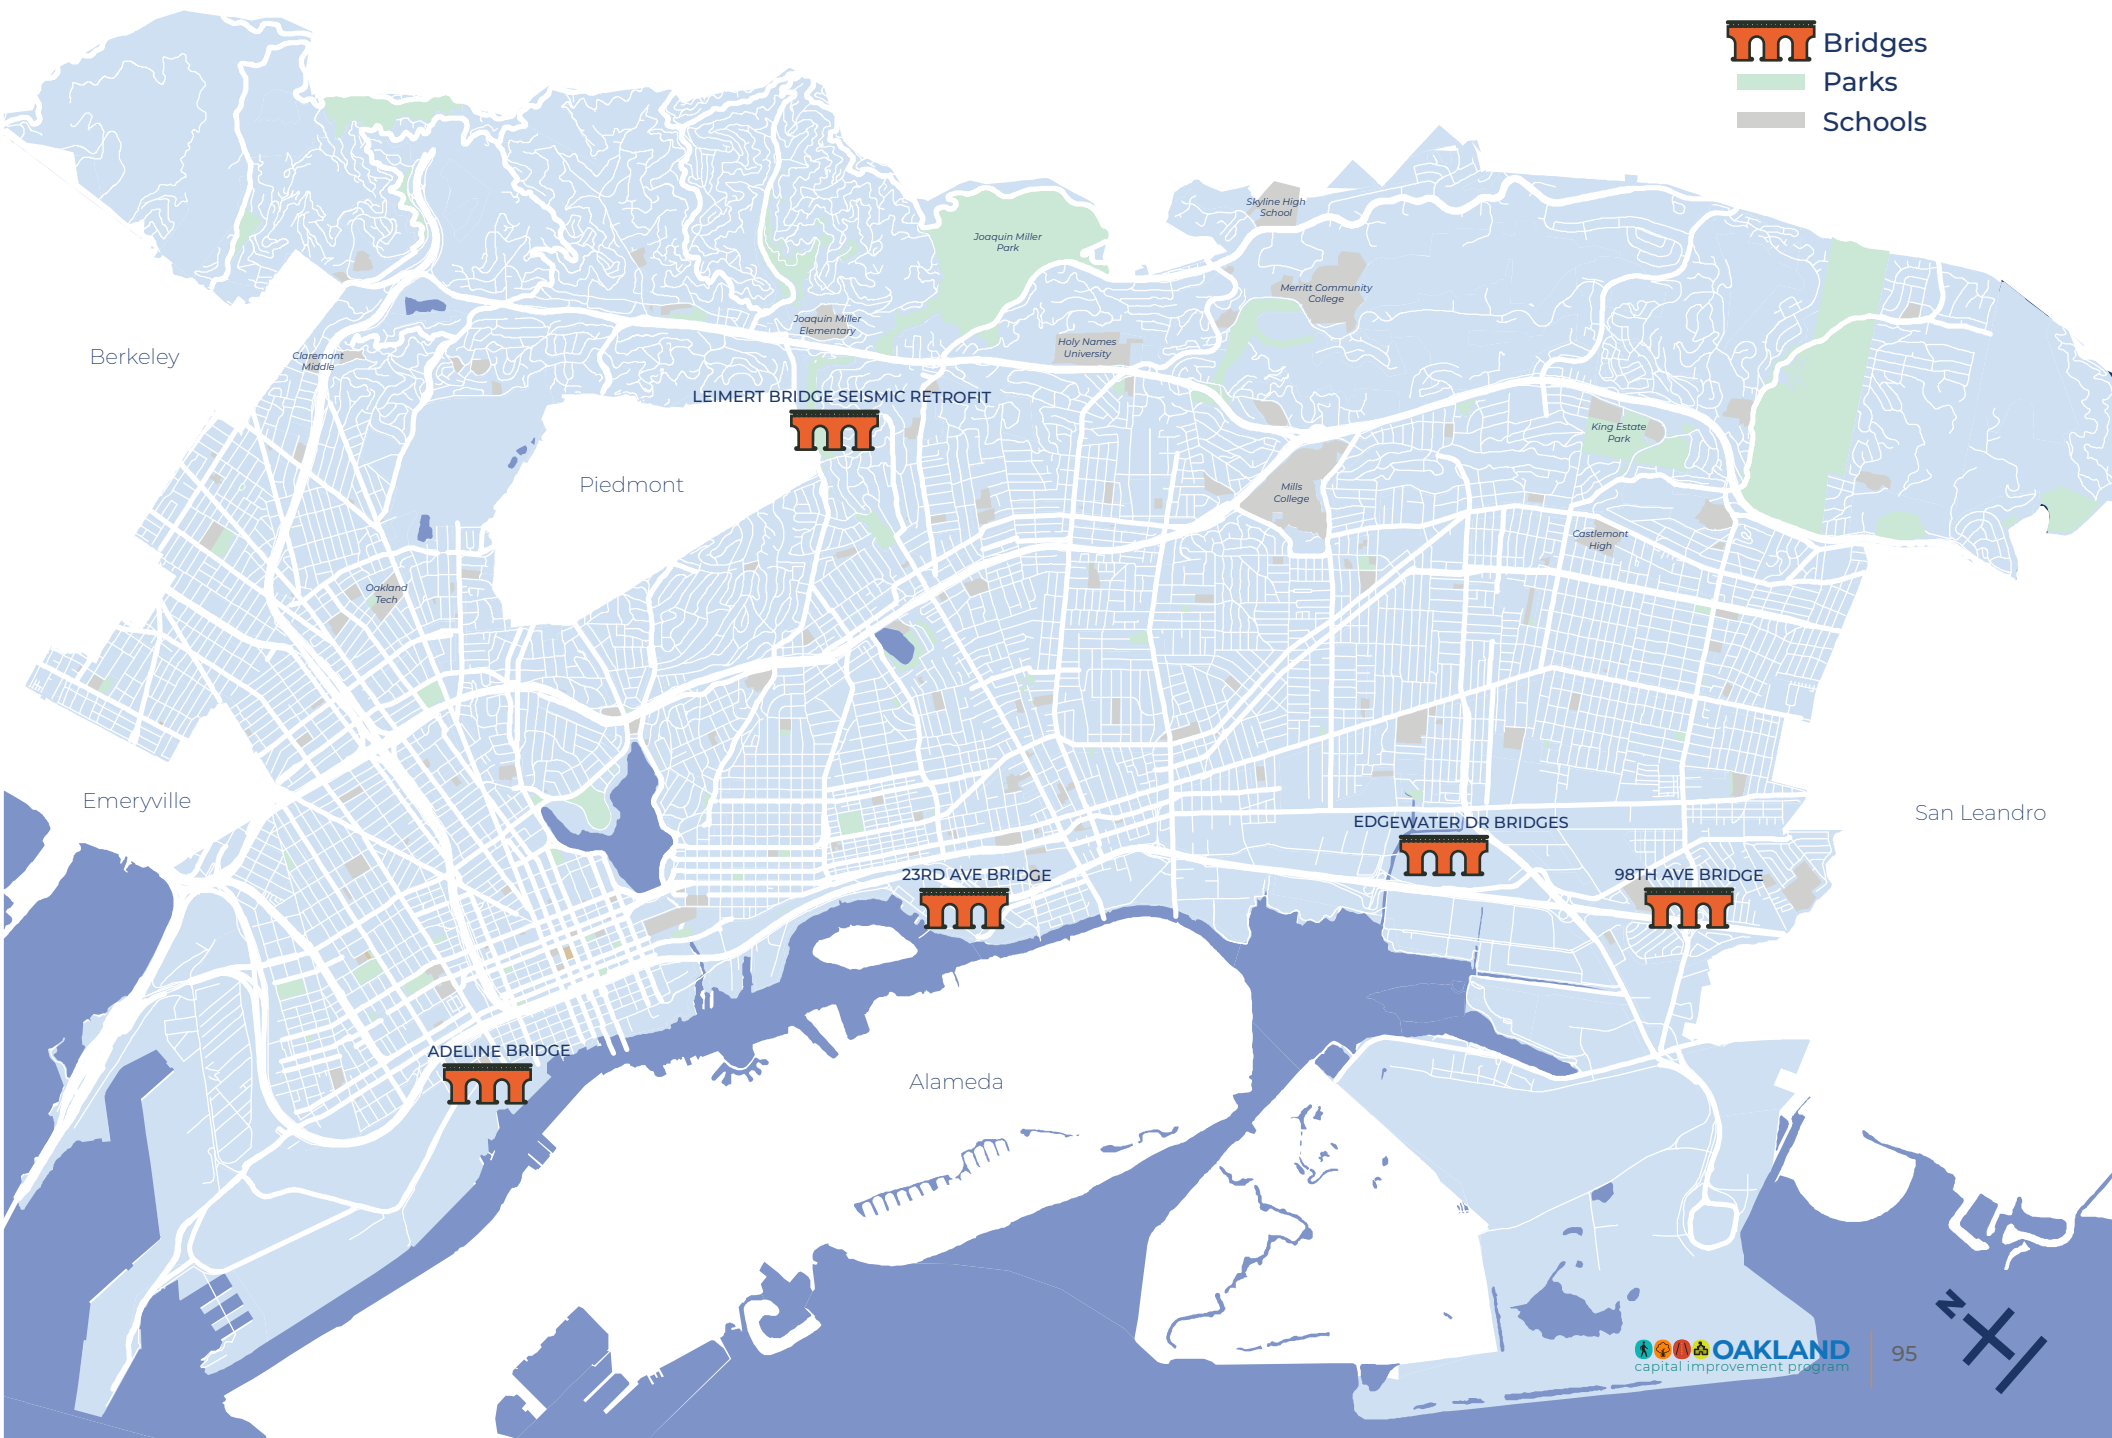 Bridges
Parks
Schools
Skyline High
School
Joaquin Miller
Park
Merritt Community
College
Joaquin Miller
Elementary
Holy Names
University
Berkeley
Claremont
Middle
LEIMERT BRIDGE SEISMIC RETROFIT
King Estate
Park
Piedmont
Mills
College
Castlemont
High
Oakland
Tech
Emeryville
San Leandro
EDGEWATER DR BRIDGES
23RD AVE BRIDGE
98TH AVE BRIDGE
ADELINE BRIDGE
Alameda
N
OAKLAND
capital improvement program
95